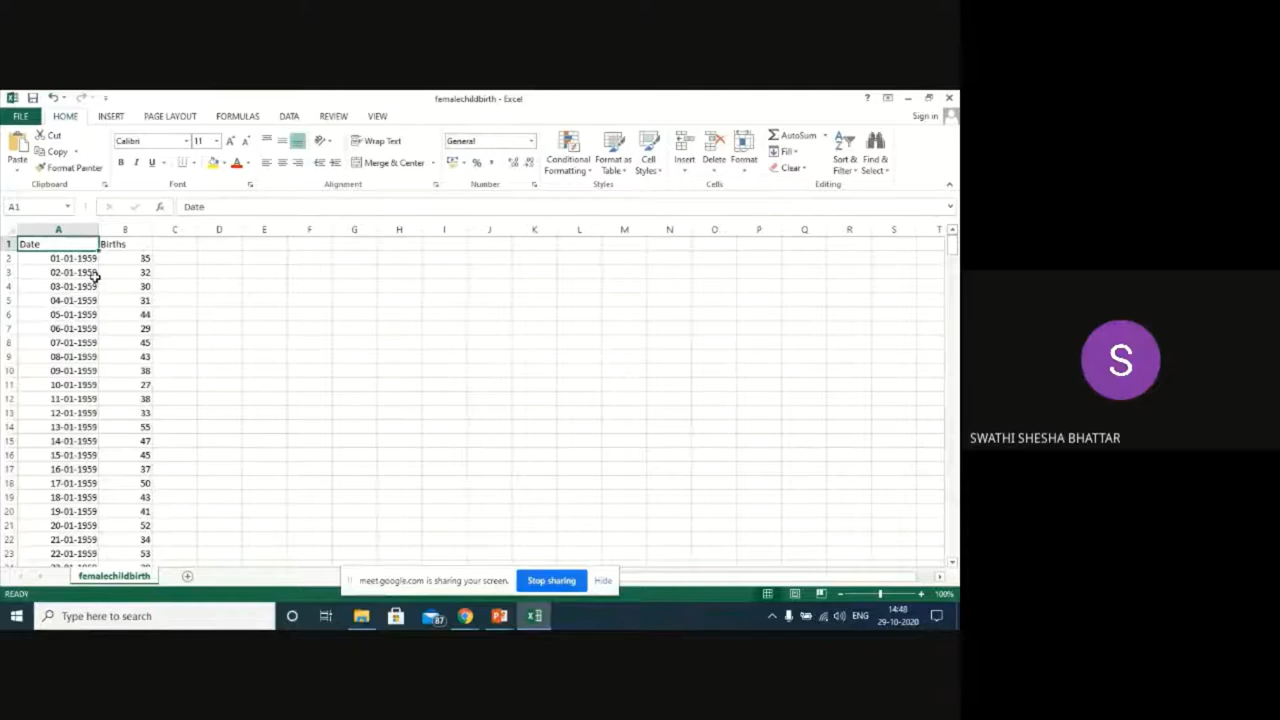 femalechildbirth - Excel
FILE HOME INSERT PAGE LAYOUT FORMULAS DATA REVIEW VIEW Sign in
Paste Cut Copy Format Painter
Calibri 11 Wrap Text Merge & Center
General
Conditional Formatting Format as Table Cell Styles
Insert Delete Format
AutoSum Fill Clear
Sort & Filter Find & Select
Clipboard Font Alignment Number Styles Cells Editing
A1 Date
A B C D E F G H I J K L M N O P Q R S T
1 Date Births
2 01-01-1959 35
3 02-01-1959 32
4 03-01-1959 30
5 04-01-1959 31
6 05-01-1959 44
7 06-01-1959 29
8 07-01-1959 45
9 08-01-1959 43
10 09-01-1959 38
11 10-01-1959 27
12 11-01-1959 38
13 12-01-1959 33
14 13-01-1959 55
15 14-01-1959 47
16 15-01-1959 45
17 16-01-1959 37
18 17-01-1959 50
19 18-01-1959 43
20 19-01-1959 41
21 20-01-1959 52
22 21-01-1959 34
23 22-01-1959 53
femalechildbirth
meet.google.com is sharing your screen. Stop sharing Hide
READY 100%
Type here to search 87 ENG 14:48
29-10-2020
S
SWATHI SHESHA BHATTAR